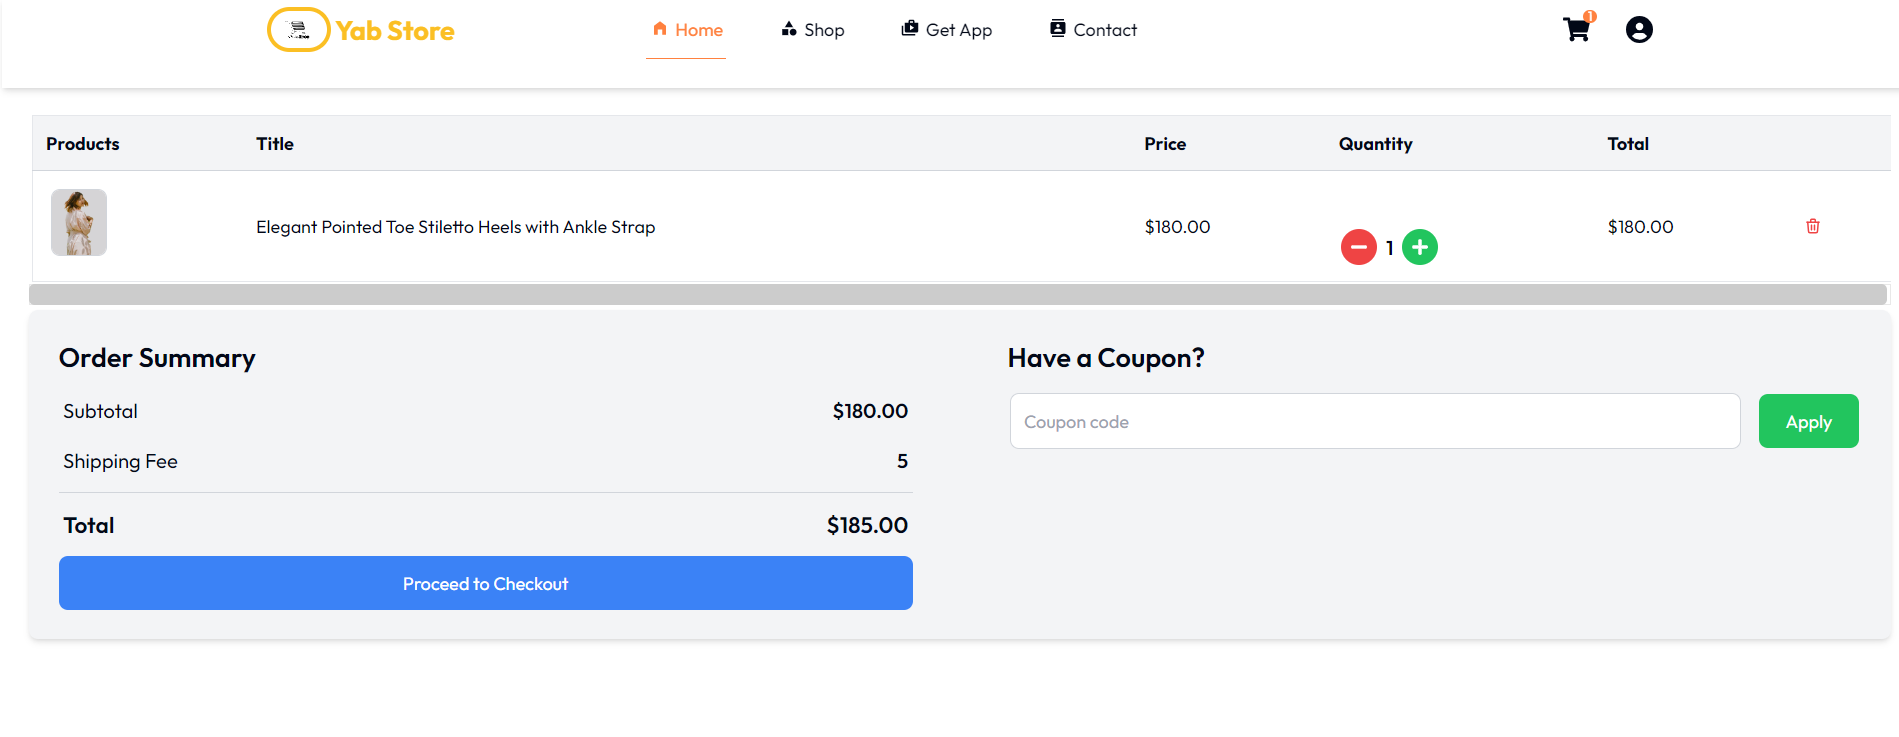 Yab Store
Home
Shop
Get App
Contact
1
Products Title Price Quantity Total
Elegant Pointed Toe Stiletto Heels with Ankle Strap $180.00 1 $180.00
Order Summary
Subtotal $180.00
Shipping Fee 5
Total $185.00
Proceed to Checkout
Have a Coupon?
Coupon code
Apply